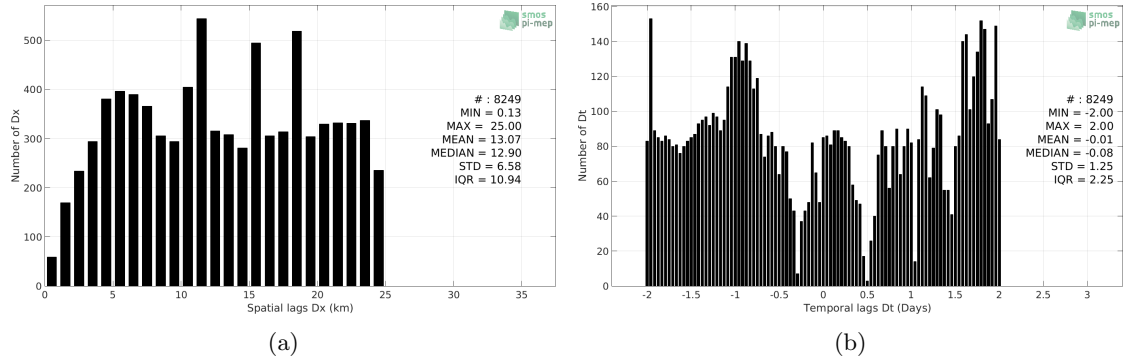 Number of Dx
500
400
300
200
100
0
0
5
10
15
20
25
30
35
Spatial lags Dx (km)
smos
pi-mep
# : 8249
MIN = 0.13
MAX = 25.00
MEAN = 13.07
MEDIAN = 12.90
STD = 6.58
IQR = 10.94
(a)
Number of Dt
160
140
120
100
80
60
40
20
0
-2
-1.5
-1
-0.5
0
0.5
1
1.5
2
2.5
3
Temporal lags Dt (Days)
smos
pi-mep
# : 8249
MIN = -2.00
MAX = 2.00
MEAN = -0.01
MEDIAN = -0.08
STD = 1.25
IQR = 2.25
(b)